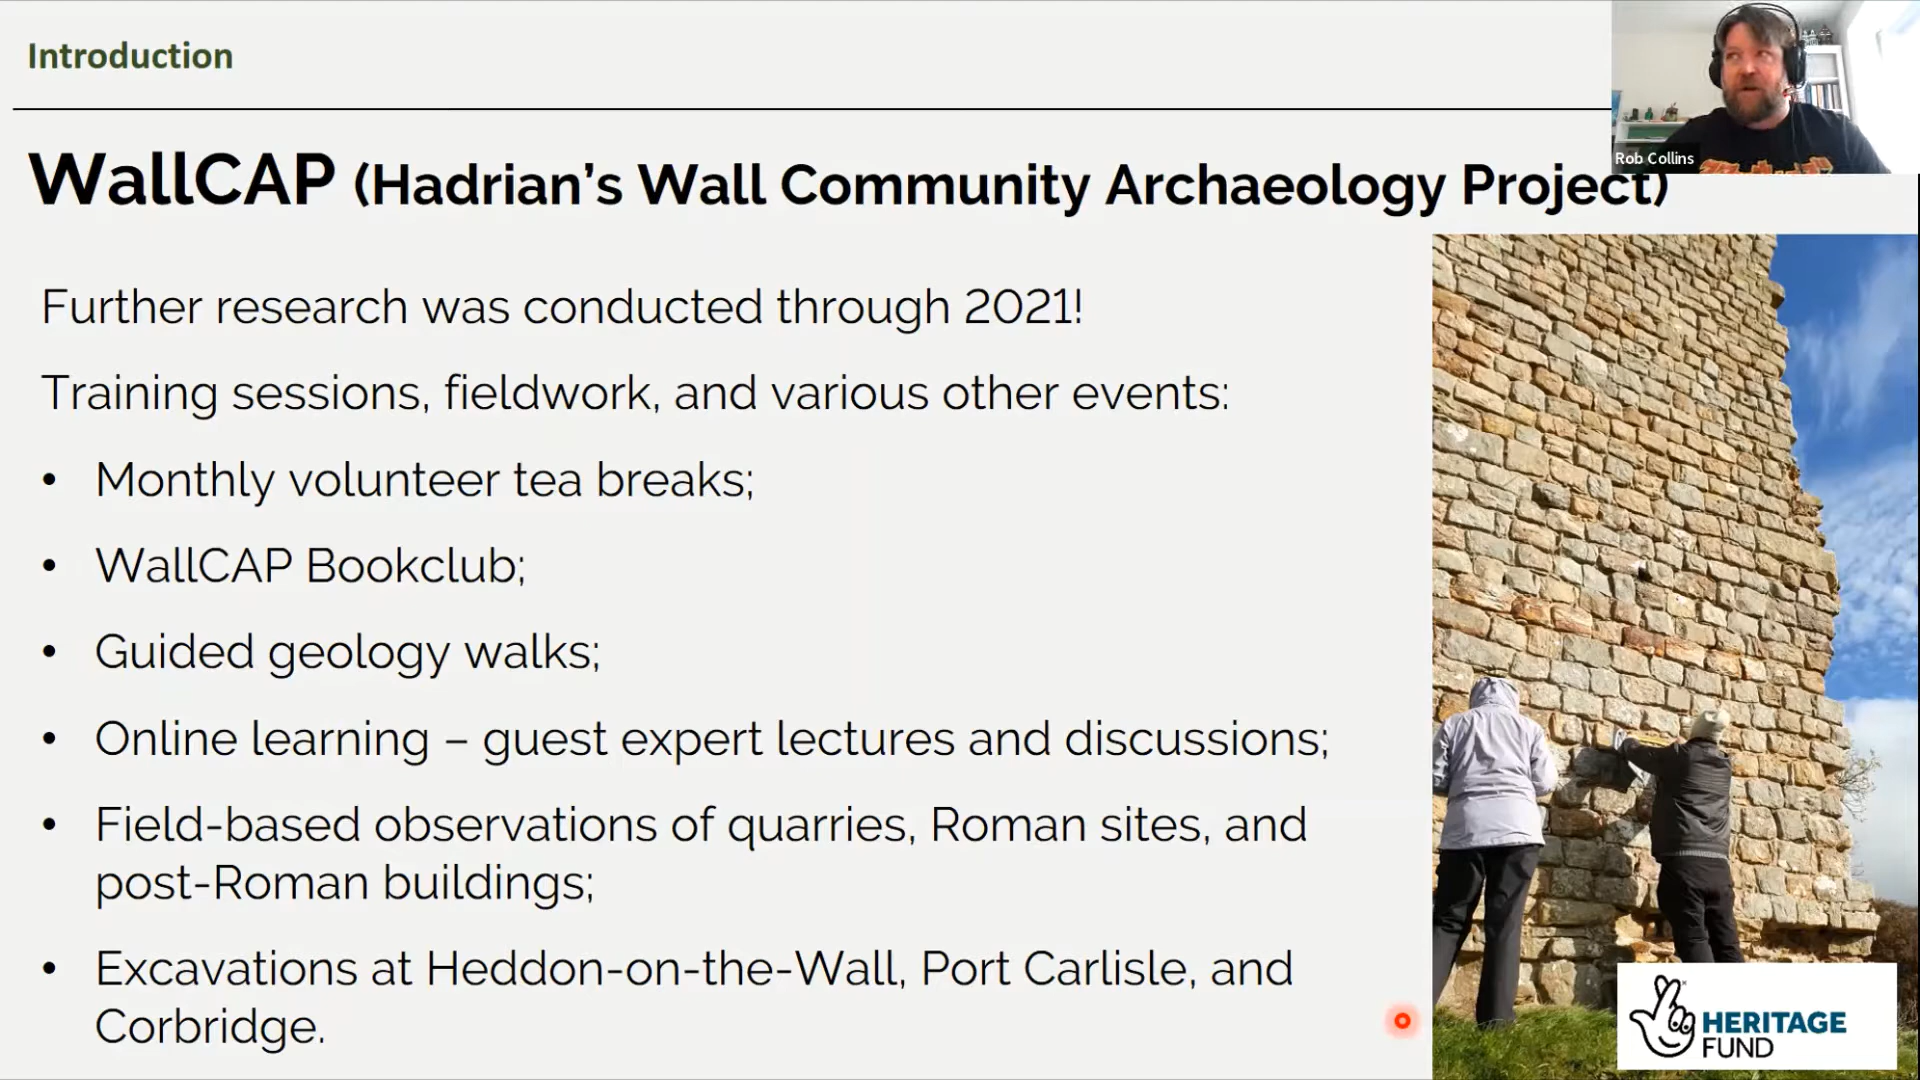 Introduction
Rob Collins
WallCAP (Hadrian’s Wall Community Archaeology Project)
Further research was conducted through 2021!
Training sessions, fieldwork, and various other events:
• Monthly volunteer tea breaks;
• WallCAP Bookclub;
• Guided geology walks;
• Online learning – guest expert lectures and discussions;
• Field-based observations of quarries, Roman sites, and
post-Roman buildings;
• Excavations at Heddon-on-the-Wall, Port Carlisle, and
Corbridge.
HERITAGE
FUND